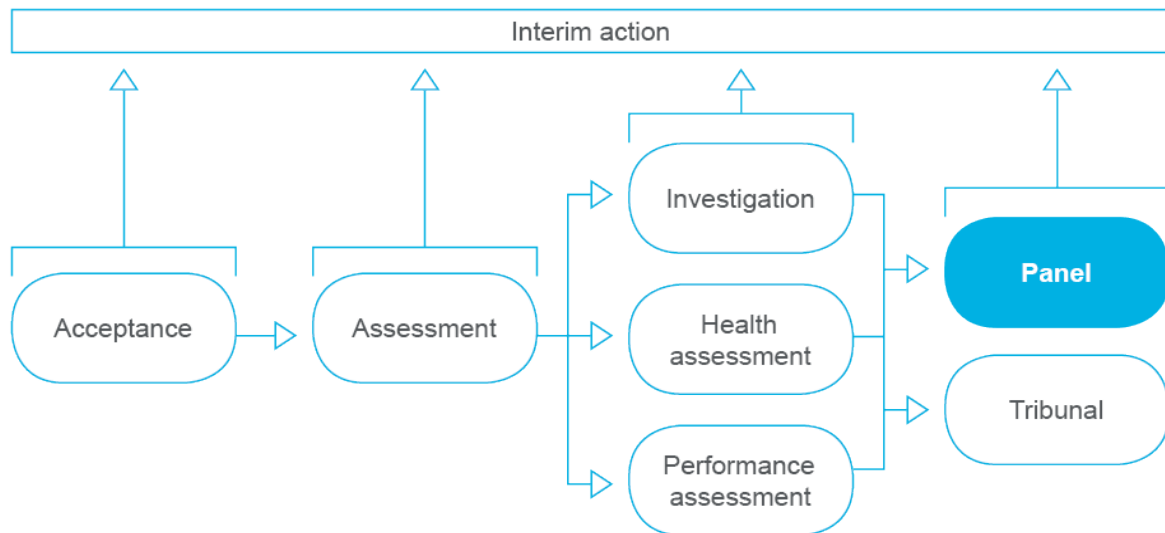 Interim action
Acceptance
Assessment
Investigation
Health
assessment
Performance
assessment
Panel
Tribunal